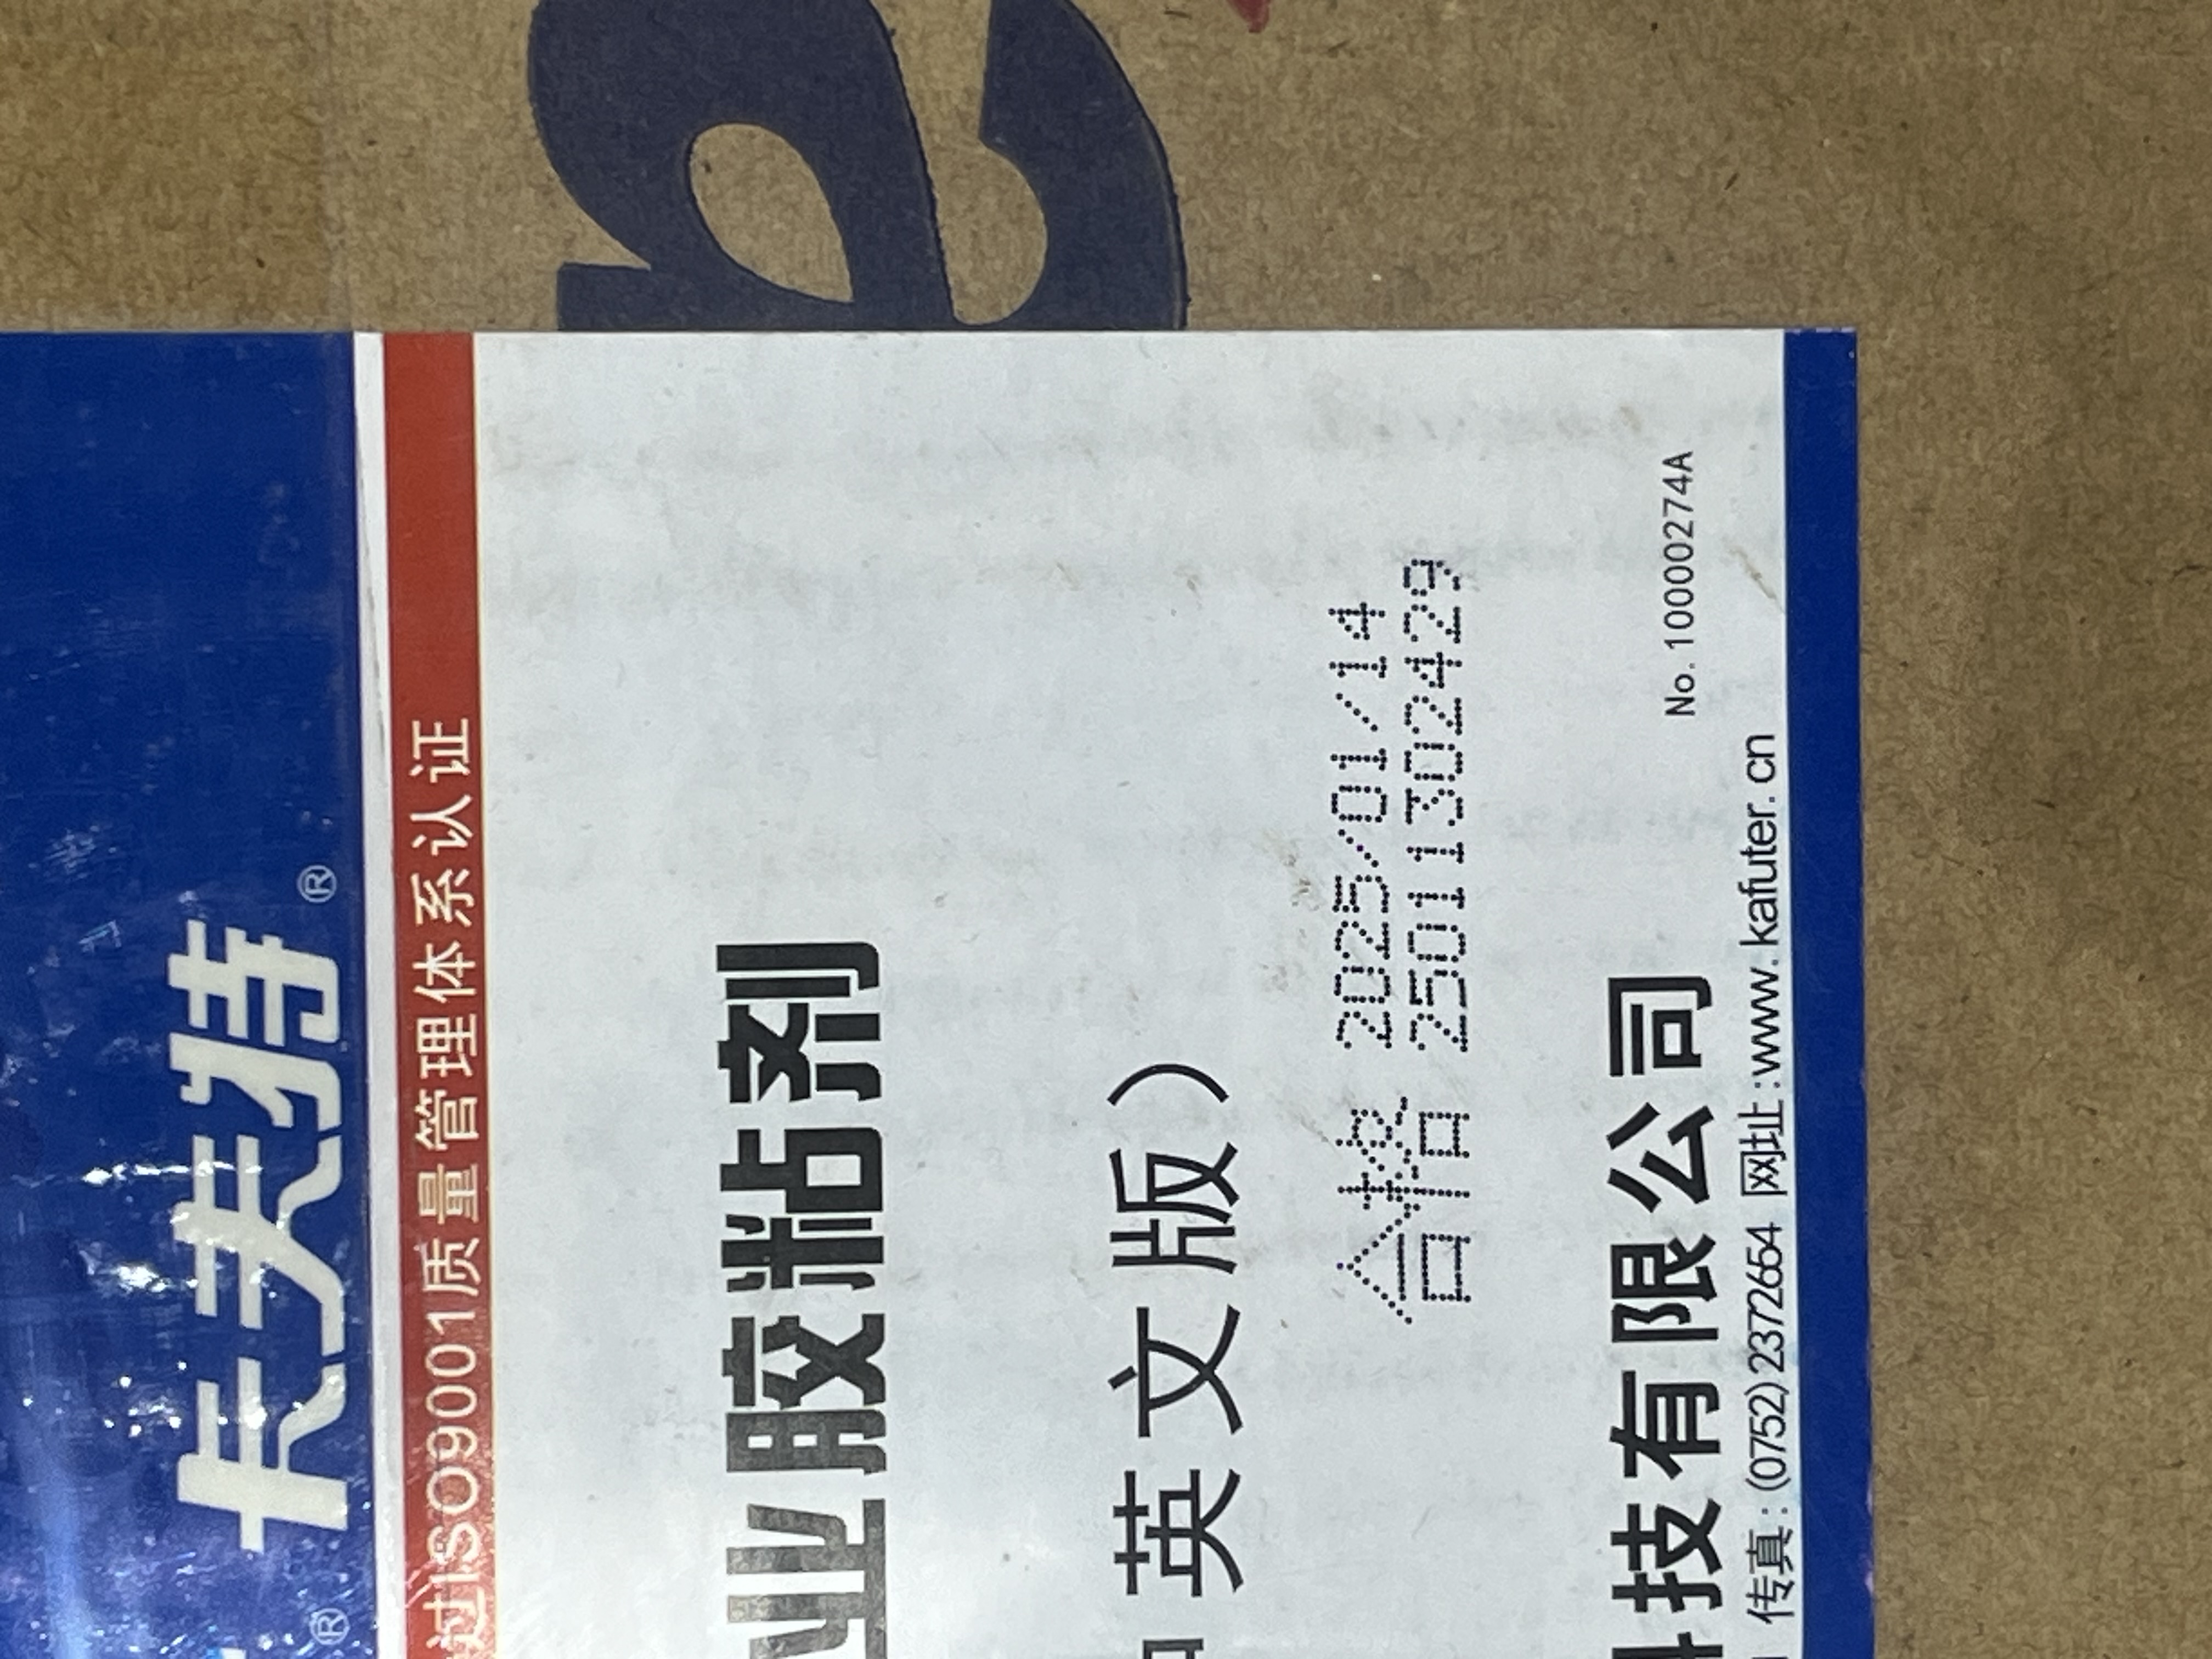 卡夫特®
®
过ISO9001质量管理体系认证
业胶粘剂
英文版）
合格 2025/01/14
25011302429
No. 10000274A
科技有限公司
传真:(0752)2372654 网址:www.kafuter.cn